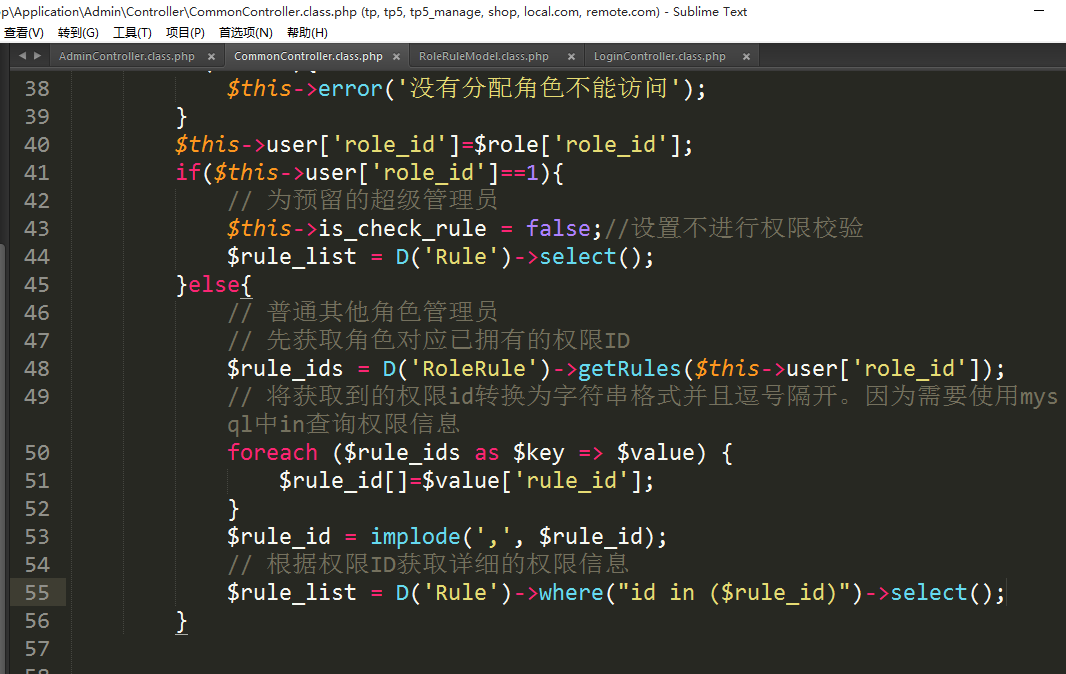 p\Application\Admin\Controller\CommonController.class.php (tp, tp5, tp5_manage, shop, local.com, remote.com) - Sublime Text
查看(V) 转到(G) 工具(T) 项目(P) 首选项(N) 帮助(H)
AdminController.class.php × CommonController.class.php × RoleRuleModel.class.php × LoginController.class.php ×
38 $this->error('没有分配角色不能访问');
39 }
40 $this->user['role_id']=$role['role_id'];
41 if($this->user['role_id']==1){
42 // 为预留的超级管理员
43 $this->is_check_rule = false;//设置不进行权限校验
44 $rule_list = D('Rule')->select();
45 }else{
46 // 普通其他角色管理员
47 // 先获取角色对应已拥有的权限ID
48 $rule_ids = D('RoleRule')->getRules($this->user['role_id']);
49 // 将获取到的权限id转换为字符串格式并且逗号隔开。因为需要使用mys
ql中in查询权限信息
50 foreach ($rule_ids as $key => $value) {
51 $rule_id[]=$value['rule_id'];
52 }
53 $rule_id = implode(',', $rule_id);
54 // 根据权限ID获取详细的权限信息
55 $rule_list = D('Rule')->where("id in ($rule_id)")->select();
56 }
57